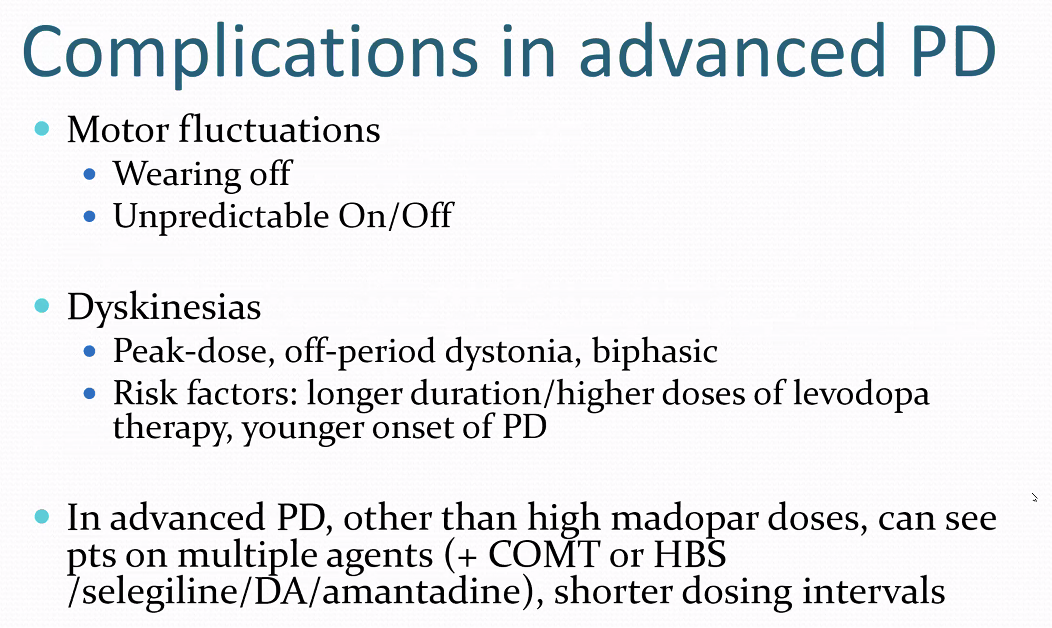 Complications in advanced PD
• Motor fluctuations
• Wearing off
• Unpredictable On/Off
• Dyskinesias
• Peak-dose, off-period dystonia, biphasic
• Risk factors: longer duration/higher doses of levodopa
therapy, younger onset of PD
• In advanced PD, other than high madopar doses, can see
pts on multiple agents (+ COMT or HBS
/selegiline/DA/amantadine), shorter dosing intervals